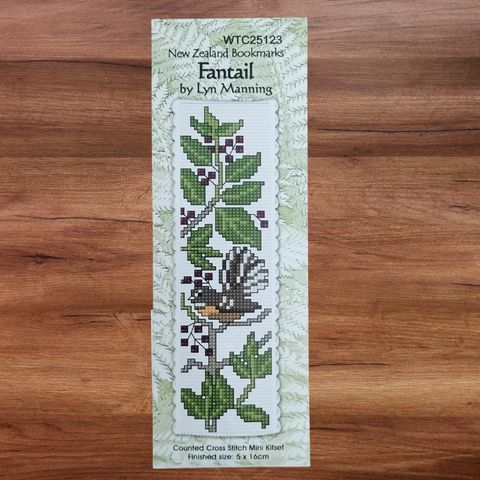 WTC25123
New Zealand Bookmarks
Fantail
by Lyn Manning
Counted Cross Stitch Mini Kitset
Finished size: 5 x 16cm